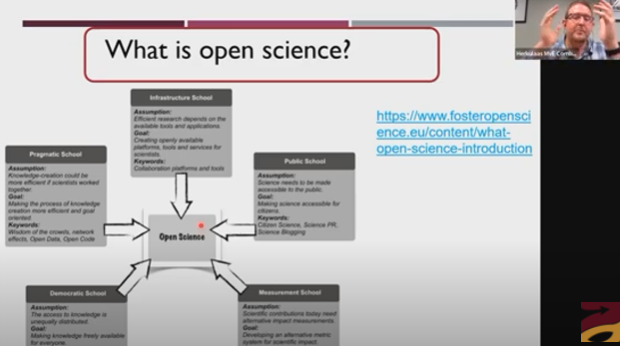 What is open science?
Infrastructure School
Assumption:
Efficient research depends on the
available tools and applications.
Goal:
Creating openly available
platforms, tools and services for
scientists.
Keywords:
Collaboration platforms and tools
https://www.fosteropensci
ence.eu/content/what-
open-science-introduction
Pragmatic School
Assumption:
Knowledge-creation could be
more efficient if scientists worked
together.
Goal:
Making the process of knowledge
creation more efficient and goal
oriented.
Keywords:
Wisdom of the crowds, network
effects, Open Data, Open Code
Public School
Assumption:
Science needs to be made
accessible to the public.
Goal:
Making science accessible for
citizens.
Keywords:
Citizen Science, Science PR,
Science Blogging
Open Science
Democratic School
Assumption:
The access to knowledge is
unequally distributed.
Goal:
Making knowledge freely available
for everyone.
Measurement School
Assumption:
Scientific contributions today need
alternative impact measurements.
Goal:
Developing an alternative metric
system for scientific impact.